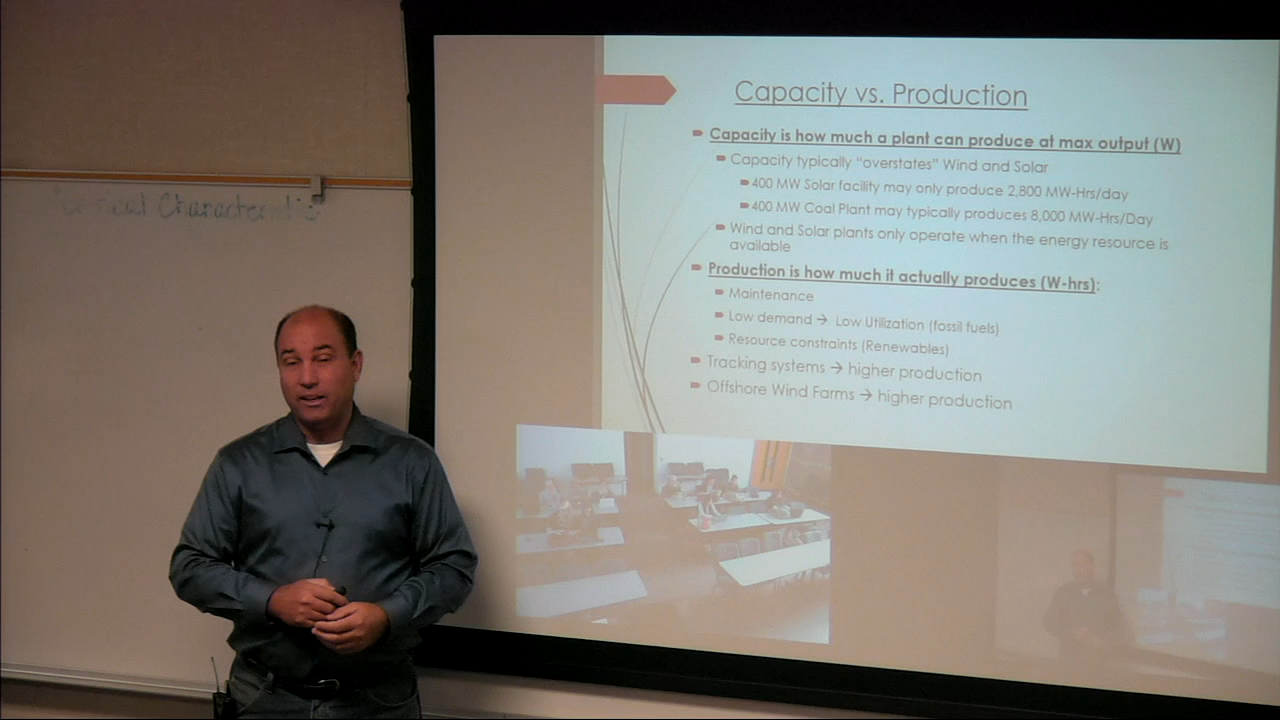 Critical Characteristic
Capacity vs. Production
Capacity is how much a plant can produce at max output (W)
Capacity typically “overstates” Wind and Solar
400 MW Solar facility may only produce 2,800 MW-Hrs/day
400 MW Coal Plant may typically produces 8,000 MW-Hrs/Day
Wind and Solar plants only operate when the energy resource is
available
Production is how much it actually produces (W-hrs):
Maintenance
Low demand → Low Utilization (fossil fuels)
Resource constraints (Renewables)
Tracking systems → higher production
Offshore Wind Farms → higher production